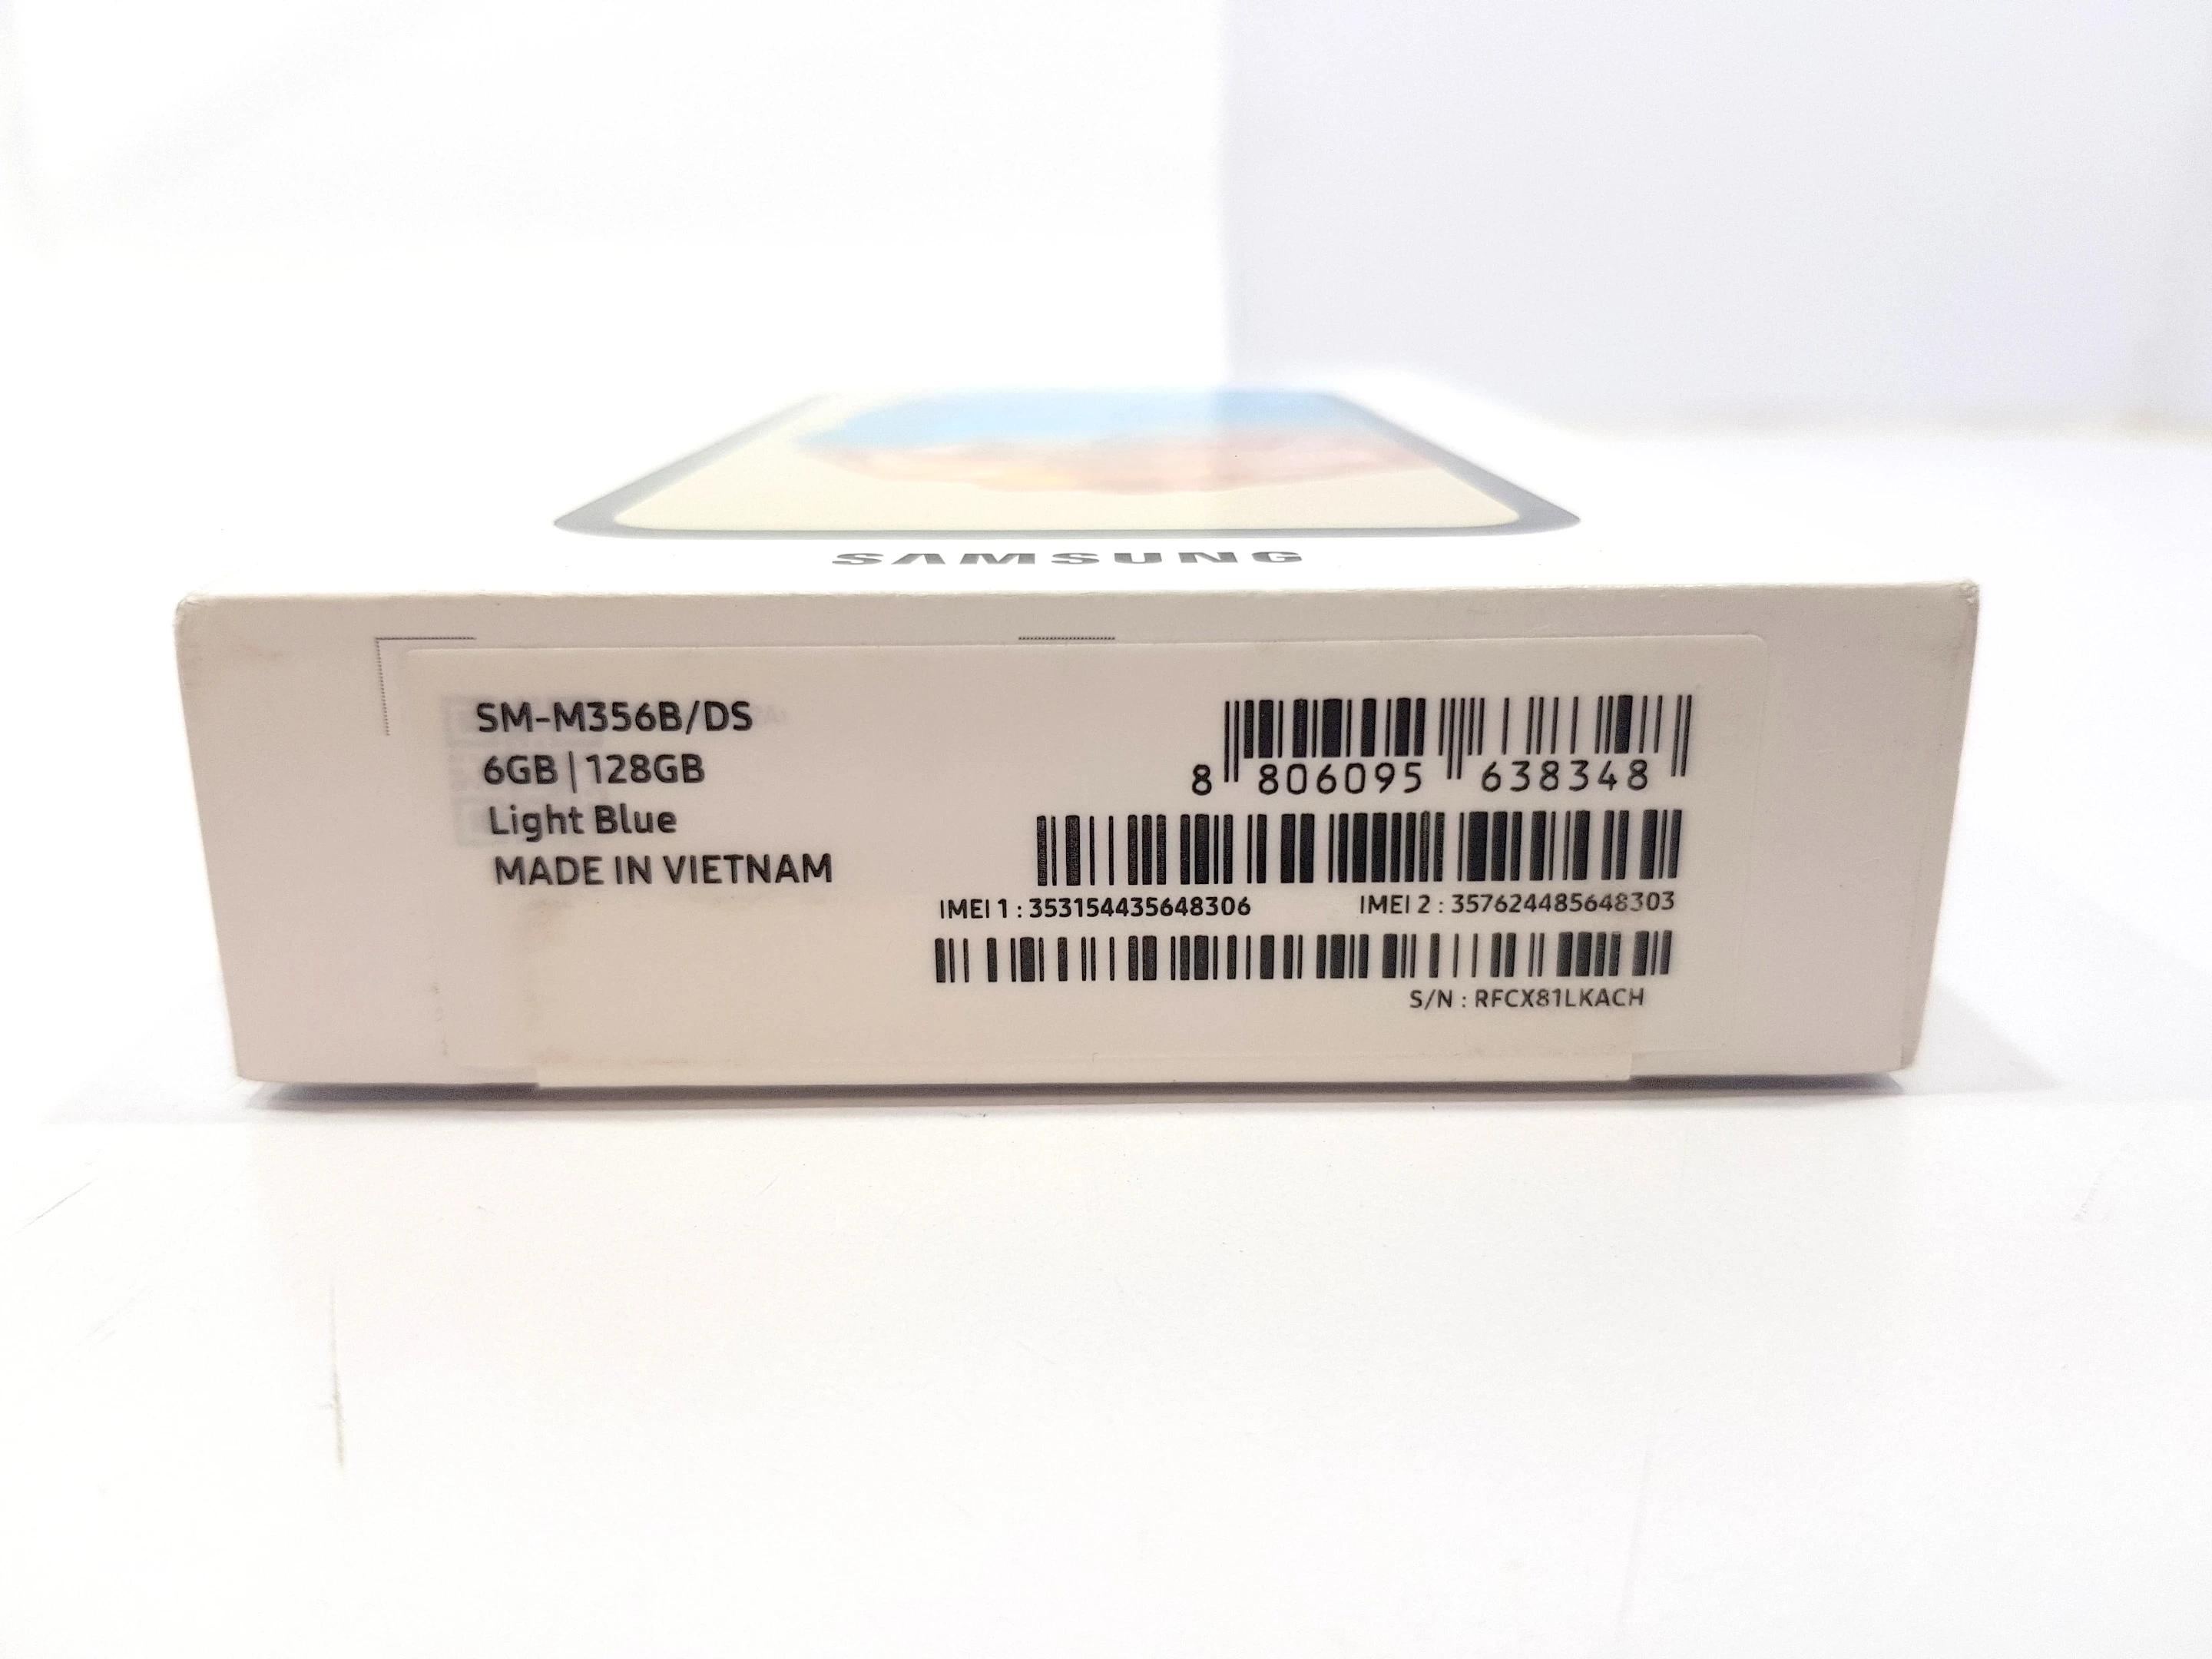 SAMSUNG
SM-M356B/DS
6GB | 128GB
Light Blue
MADE IN VIETNAM
8 806095 638348
IMEI 1 : 353154435648306 IMEI 2 : 357624485648303
S/N : RFCX81LKACH